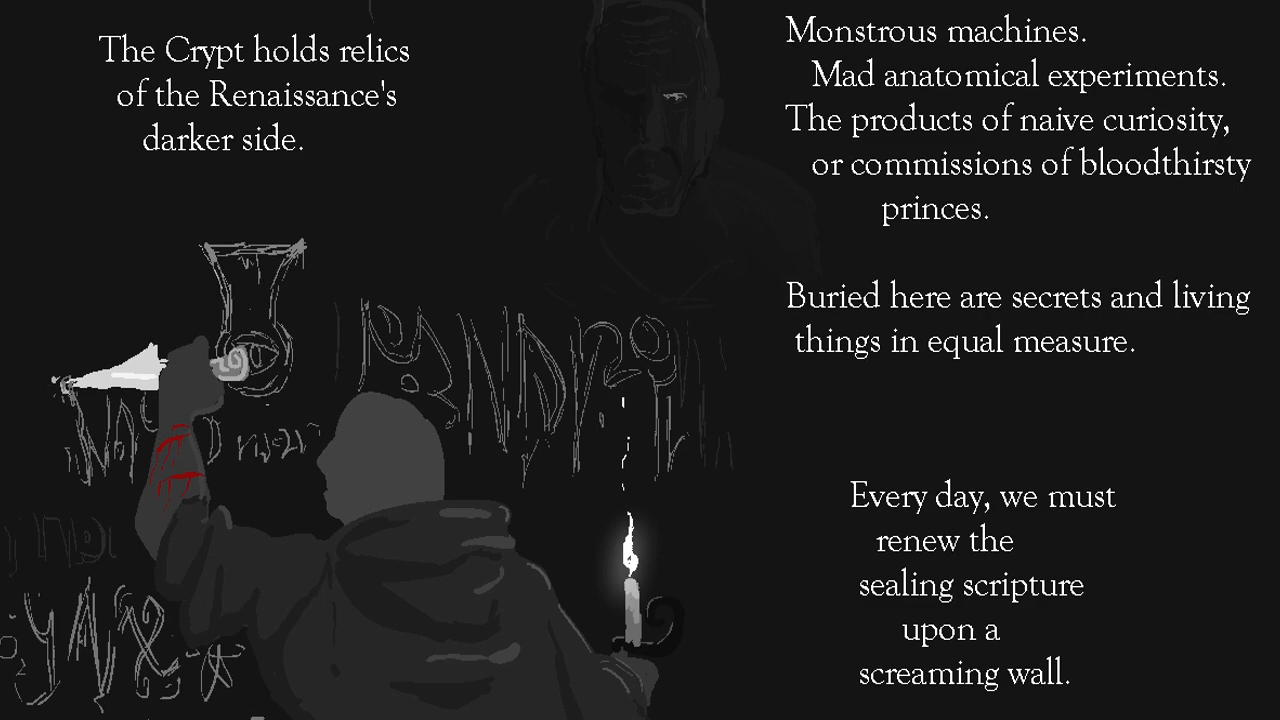 The Crypt holds relics
of the Renaissance's
darker side.
Monstrous machines.
Mad anatomical experiments.
The products of naive curiosity,
or commissions of bloodthirsty
princes.
Buried here are secrets and living
things in equal measure.
Every day, we must
renew the
sealing scripture
upon a
screaming wall.